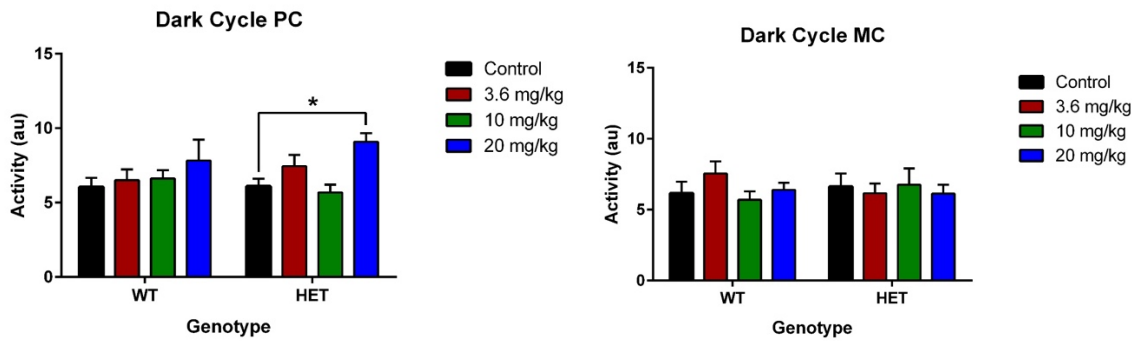 Dark Cycle PC
Activity (au)
15
10
5
0
*
WT
HET
Genotype
Control
3.6 mg/kg
10 mg/kg
20 mg/kg
Dark Cycle MC
Activity (au)
15
10
5
0
WT
HET
Genotype
Control
3.6 mg/kg
10 mg/kg
20 mg/kg